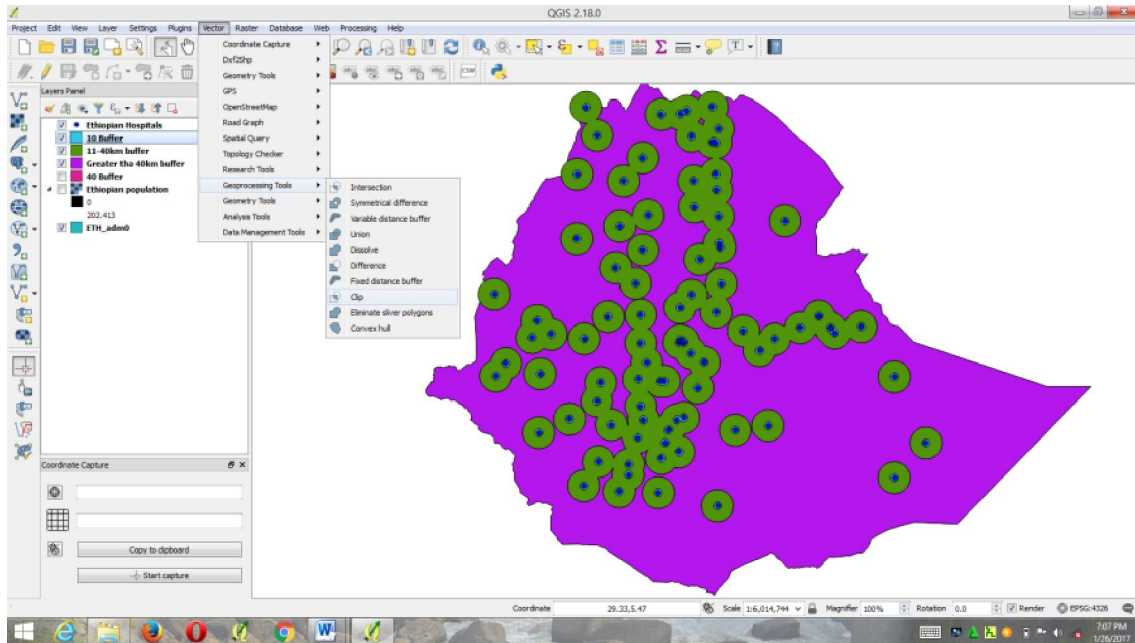 QGIS 2.18.0
Project Edit View Layer Settings Plugins Vector Raster Database Web Processing Help
Coordinate Capture
Dxf2Shp
Geometry Tools
GPS
OpenStreetMap
Road Graph
Spatial Query
Topology Checker
Research Tools
Geoprocessing Tools
Geometry Tools
Analysis Tools
Data Management Tools
Intersection
Symmetrical difference
Variable distance buffer
Union
Dissolve
Difference
Fixed distance buffer
Clip
Eliminate sliver polygons
Convex hull
Layers Panel
Ethiopian Hospitals
10 Buffer
11-40km buffer
Greater tha 40km buffer
40 Buffer
Ethiopian population
0
202.413
ETH_adm0
Coordinate Capture
Copy to clipboard
Start capture
Coordinate 29.33,5.47 Scale 1:6,014,744 Magnifier 100% Rotation 0.0 Render EPSG:4326
7:07 PM
1/26/2017